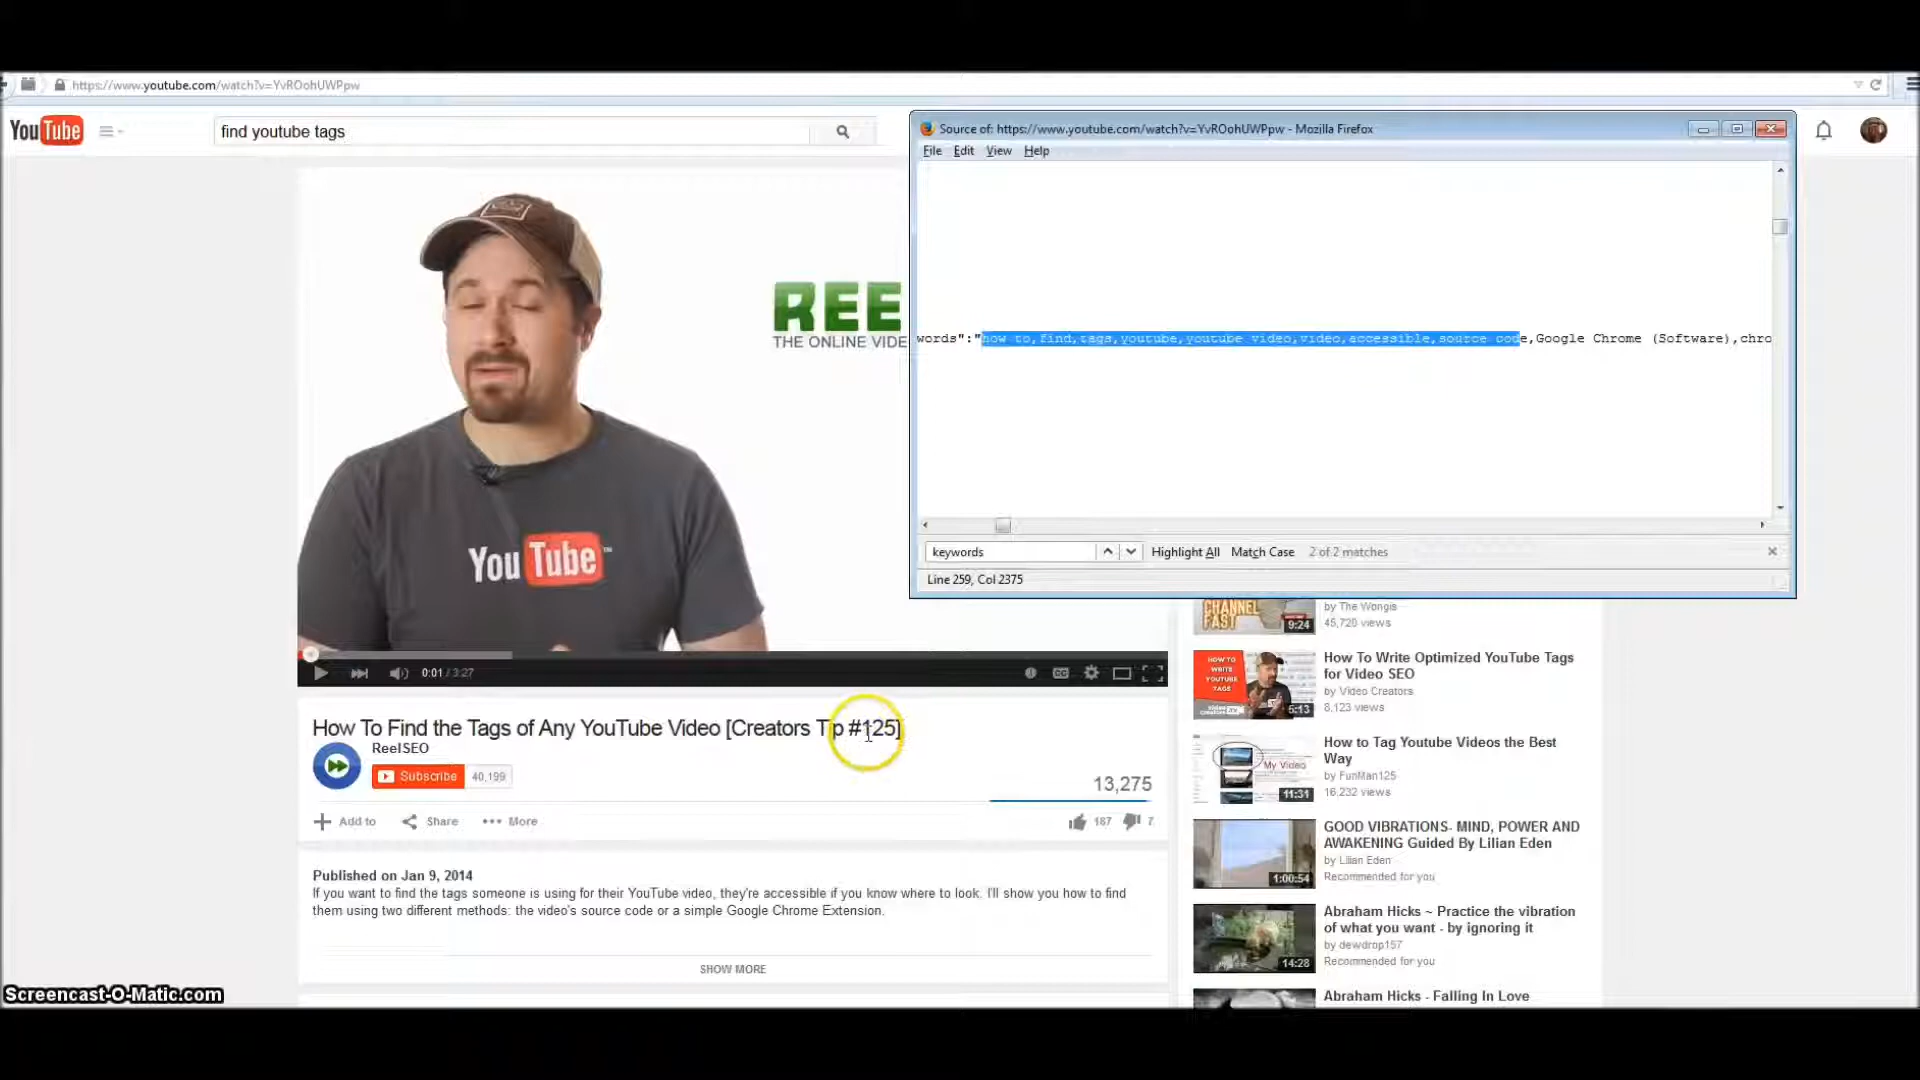 https://www.youtube.com/watch?v=YvROohUWPpw
YouTube
find youtube tags
Source of: https://www.youtube.com/watch?v=YvROohUWPpw - Mozilla Firefox
File Edit View Help
words":"how to,find,tags,youtube,youtube video,video,accessible,source code,Google Chrome (Software),chro
keywords
Highlight All
Match Case
2 of 2 matches
Line 259, Col 2375
REE
THE ONLINE VIDE
YouTube
0:01 / 3:27
How To Find the Tags of Any YouTube Video [Creators Tip #125]
ReelSEO
Subscribe
40,199
13,275
Add to
Share
More
187
7
Published on Jan 9, 2014
If you want to find the tags someone is using for their YouTube video, they're accessible if you know where to look. I'll show you how to find
them using two different methods: the video's source code or a simple Google Chrome Extension.
SHOW MORE
CHANNEL
FAST
9:24
by The Wongis
45,720 views
HOW TO
WRITE
YOUTUBE
TAGS
5:13
How To Write Optimized YouTube Tags
for Video SEO
by Video Creators
8,123 views
My Video
11:31
How to Tag Youtube Videos the Best
Way
by FunMan125
16,232 views
1:00:54
GOOD VIBRATIONS- MIND, POWER AND
AWAKENING Guided By Lilian Eden
by Lilian Eden
Recommended for you
14:28
Abraham Hicks ~ Practice the vibration
of what you want - by ignoring it
by dewdrop157
Recommended for you
Abraham Hicks - Falling In Love
Screencast-O-Matic.com